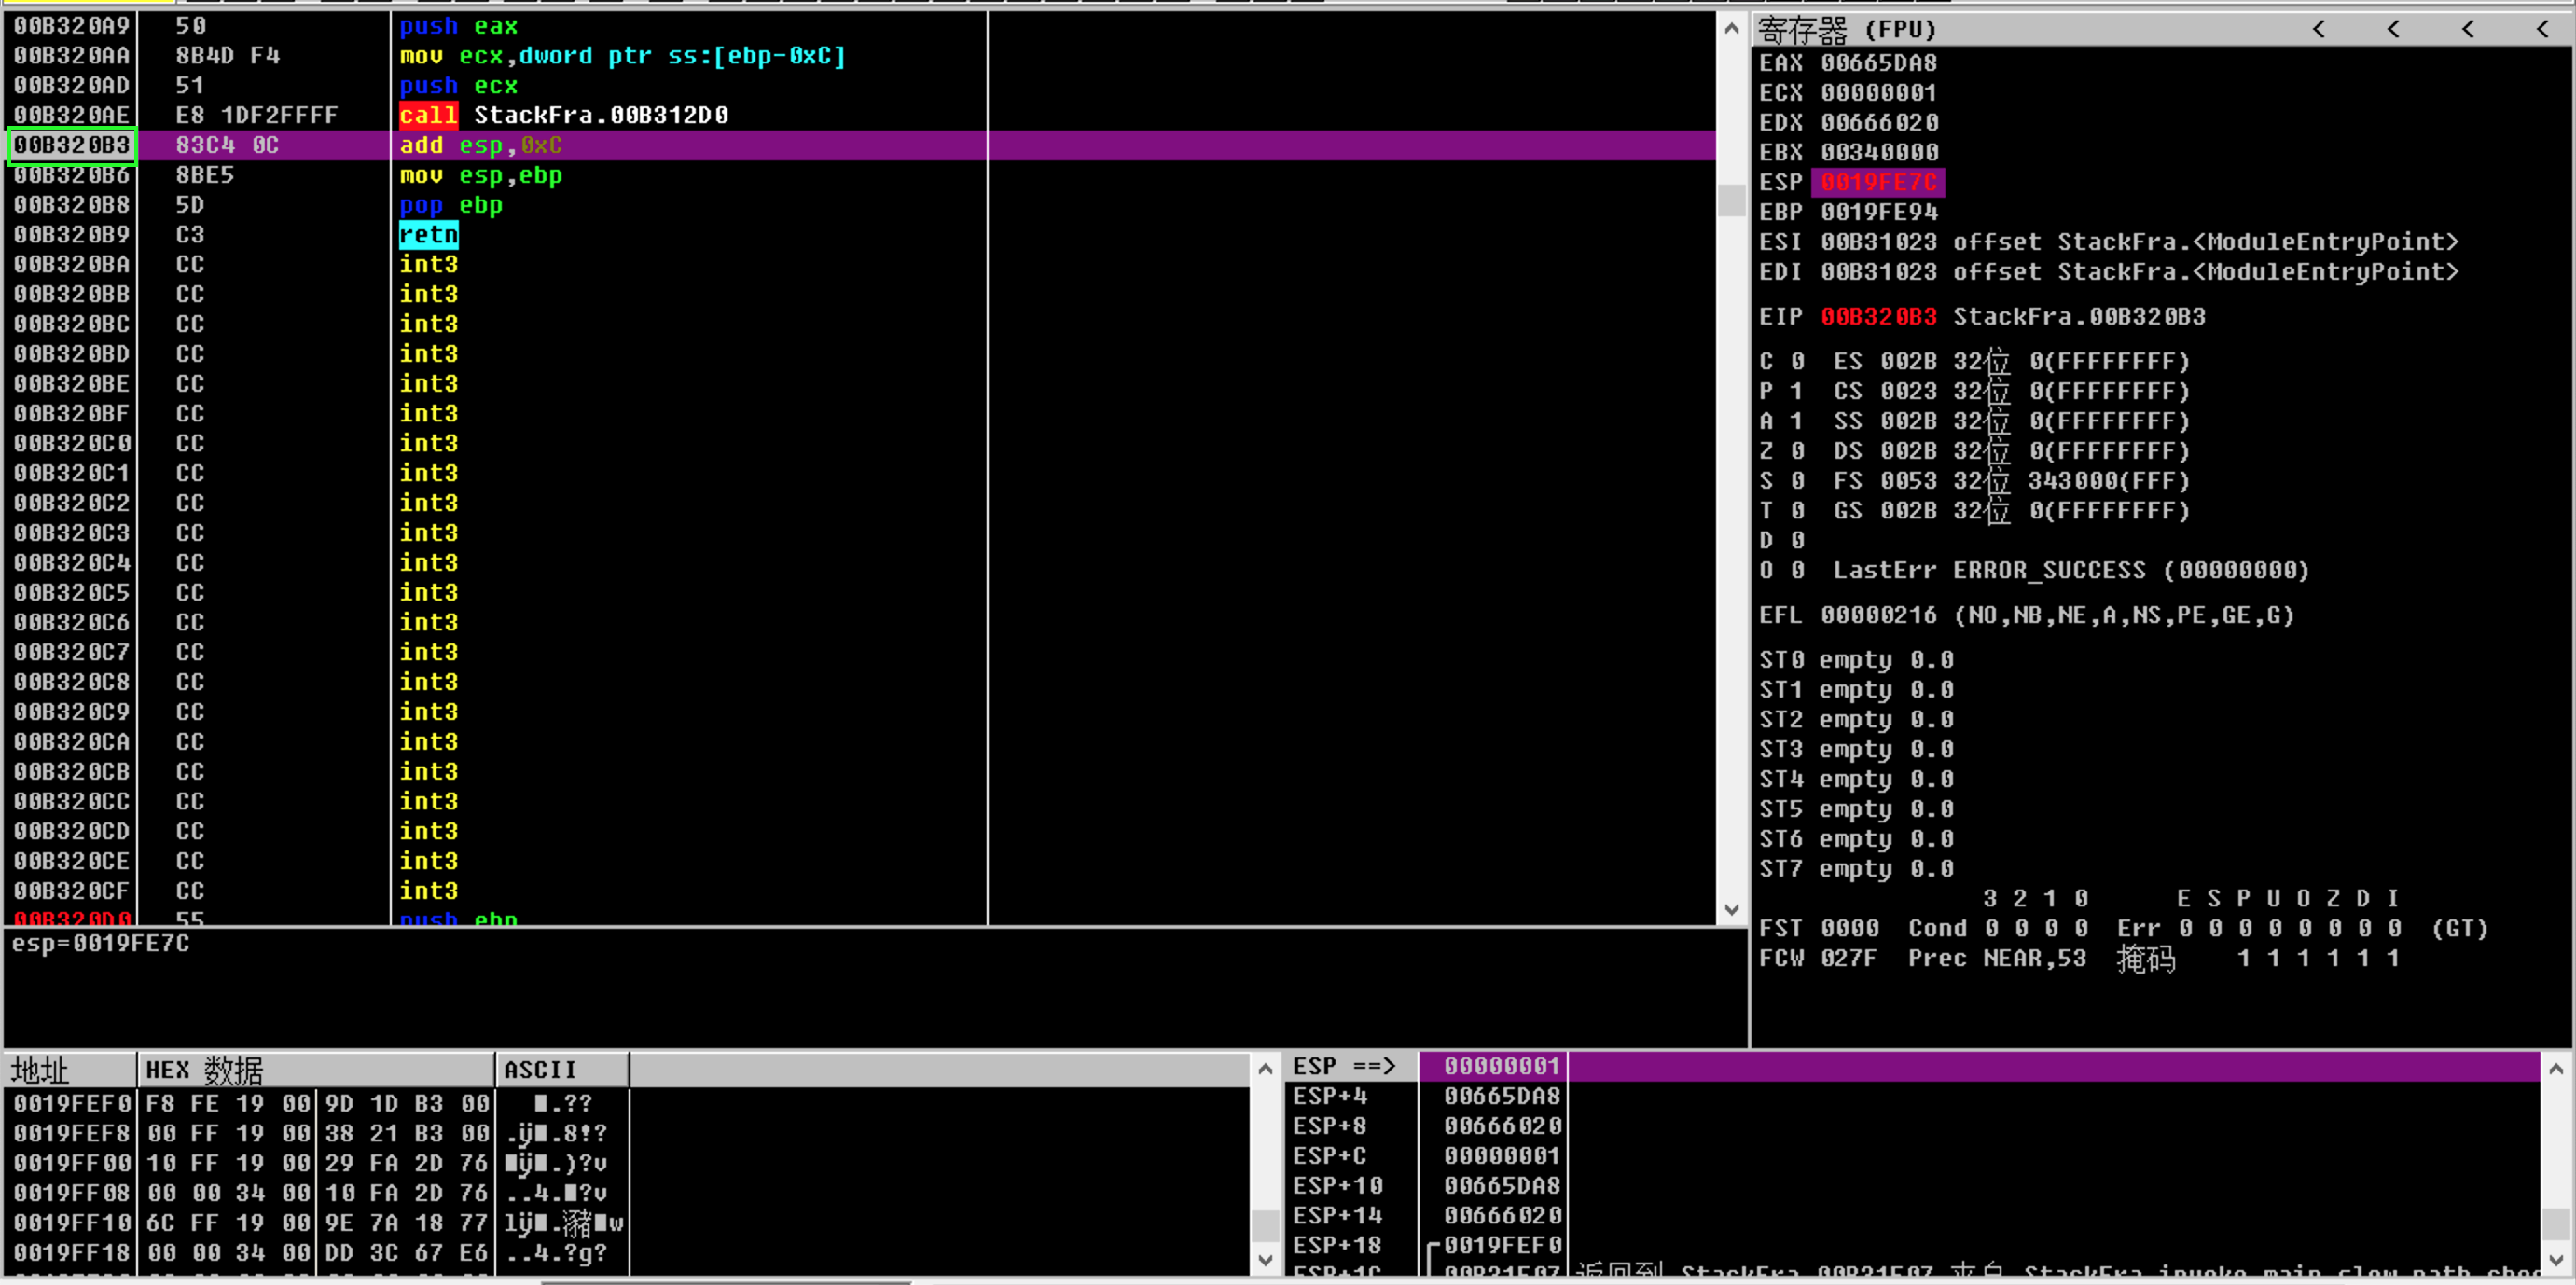 00B320A9 50 push eax
00B320AA 8B4D F4 mov ecx,dword ptr ss:[ebp-0xC]
00B320AD 51 push ecx
00B320AE E8 1DF2FFFF call StackFra.00B312D0
00B320B3 83C4 0C add esp,0xC
00B320B6 8BE5 mov esp,ebp
00B320B8 5D pop ebp
00B320B9 C3 retn
00B320BA CC int3
00B320BB CC int3
00B320BC CC int3
00B320BD CC int3
00B320BE CC int3
00B320BF CC int3
00B320C0 CC int3
00B320C1 CC int3
00B320C2 CC int3
00B320C3 CC int3
00B320C4 CC int3
00B320C5 CC int3
00B320C6 CC int3
00B320C7 CC int3
00B320C8 CC int3
00B320C9 CC int3
00B320CA CC int3
00B320CB CC int3
00B320CC CC int3
00B320CD CC int3
00B320CE CC int3
00B320CF CC int3
00B320D0 55 push ebp
esp=0019FE7C
寄存器 (FPU) < < < <
EAX 00665DA8
ECX 00000001
EDX 00666020
EBX 00340000
ESP 0019FE7C
EBP 0019FE94
ESI 00B31023 offset StackFra.<ModuleEntryPoint>
EDI 00B31023 offset StackFra.<ModuleEntryPoint>
EIP 00B320B3 StackFra.00B320B3
C 0 ES 002B 32位 0(FFFFFFFF)
P 1 CS 0023 32位 0(FFFFFFFF)
A 1 SS 002B 32位 0(FFFFFFFF)
Z 0 DS 002B 32位 0(FFFFFFFF)
S 0 FS 0053 32位 343000(FFF)
T 0 GS 002B 32位 0(FFFFFFFF)
D 0
O 0 LastErr ERROR_SUCCESS (00000000)
EFL 00000216 (NO,NB,NE,A,NS,PE,GE,G)
ST0 empty 0.0
ST1 empty 0.0
ST2 empty 0.0
ST3 empty 0.0
ST4 empty 0.0
ST5 empty 0.0
ST6 empty 0.0
ST7 empty 0.0
3 2 1 0 E S P U O Z D I
FST 0000 Cond 0 0 0 0 Err 0 0 0 0 0 0 0 0 (GT)
FCW 027F Prec NEAR,53 掩码 1 1 1 1 1 1
地址 HEX 数据 ASCII
0019FEF0 F8 FE 19 00 9D 1D B3 00 ■.??
0019FEF8 00 FF 19 00 38 21 B3 00 .ÿ■.8!?
0019FF00 10 FF 19 00 29 FA 2D 76 ■ÿ■.)?v
0019FF08 00 00 34 00 10 FA 2D 76 ..4.■?v
0019FF10 6C FF 19 00 9E 7A 18 77 lÿ■.瀦■w
0019FF18 00 00 34 00 DD 3C 67 E6 ..4.?g?
ESP ==> 00000001
ESP+4 00665DA8
ESP+8 00666020
ESP+C 00000001
ESP+10 00665DA8
ESP+14 00666020
ESP+18 0019FEF0
ESP+1C 00B31F07 返回到 StackFra.00B31F07 来自 StackFra.invoke_main